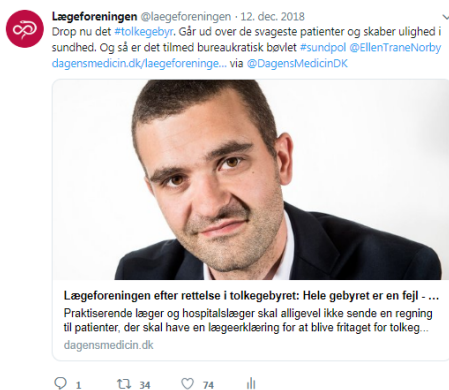 Lægeforeningen @laegeforeningen · 12. dec. 2018
Drop nu det #tolkegebyr. Går ud over de svageste patienter og skaber ulighed i
sundhed. Og så er det tilmed bureaukratisk bøvlet #sundpol @EllenTraneNorby
dagensmedicin.dk/laegeforeninge... via @DagensMedicinDK
Lægeforeningen efter rettelse i tolkegebyret: Hele gebyret er en fejl - ...
Praktiserende læger og hospitalslæger skal alligevel ikke sende en regning
til patienter, der skal have en lægeerklæring for at blive fritaget for tolkeg...
dagensmedicin.dk
1 34 74